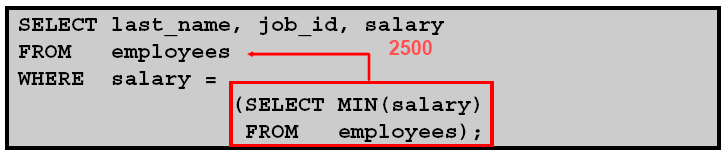 SELECT last_name, job_id, salary
FROM employees
2500
WHERE salary =
(SELECT MIN(salary)
FROM employees);